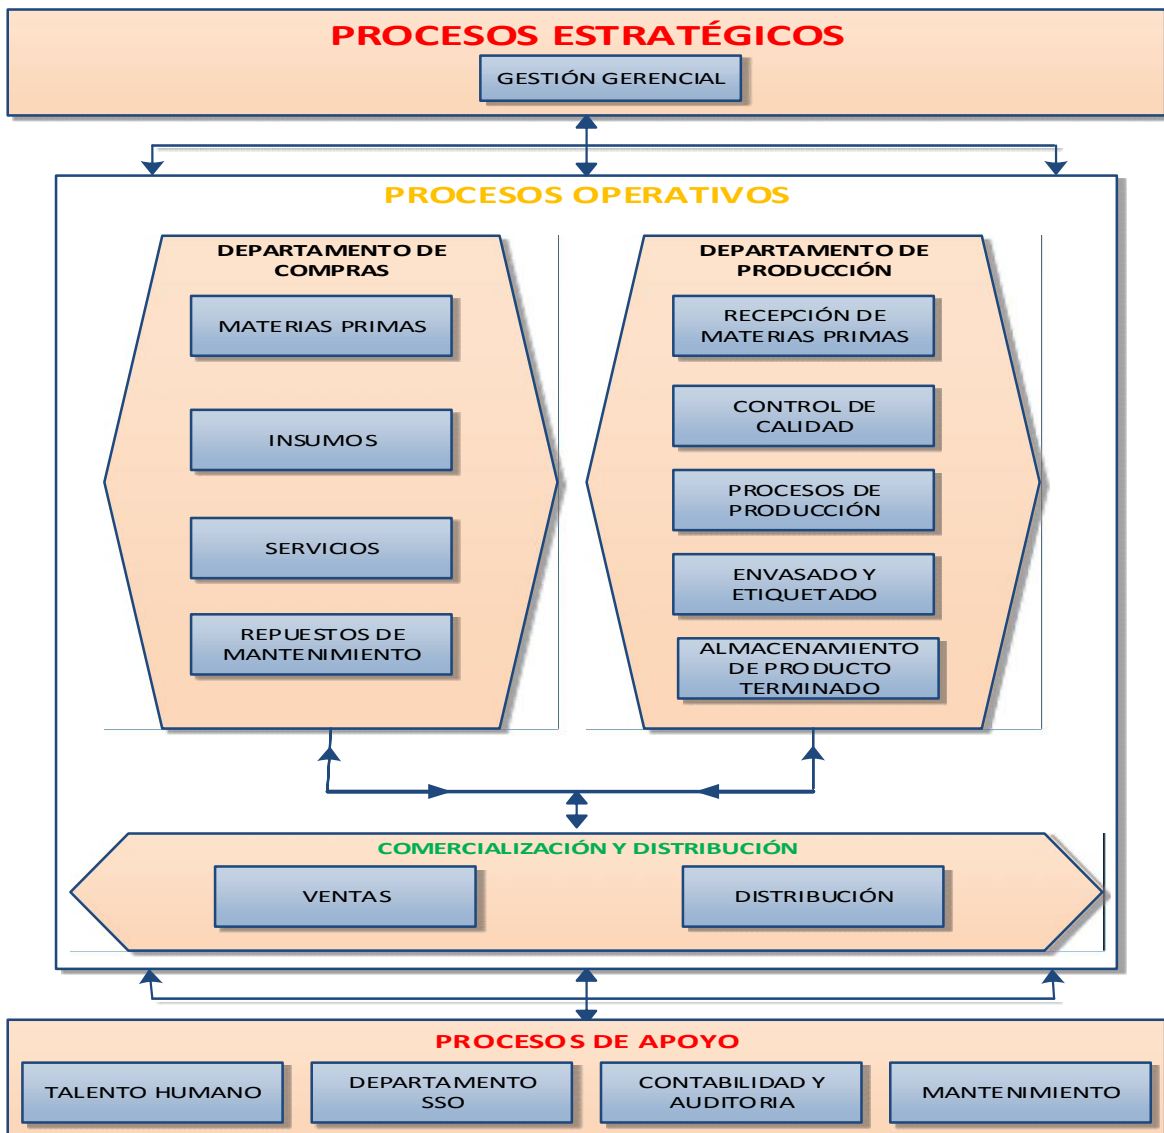 PROCESOS ESTRATÉGICOS
GESTIÓN GERENCIAL
PROCESOS OPERATIVOS
DEPARTAMENTO DE
COMPRAS
MATERIAS PRIMAS
INSUMOS
SERVICIOS
REPUESTOS DE
MANTENIMIENTO
DEPARTAMENTO DE
PRODUCCIÓN
RECEPCIÓN DE
MATERIAS PRIMAS
CONTROL DE
CALIDAD
PROCESOS DE
PRODUCCIÓN
ENVASADO Y
ETIQUETADO
ALMACENAMIENTO
DE PRODUCTO
TERMINADO
COMERCIALIZACIÓN Y DISTRIBUCIÓN
VENTAS
DISTRIBUCIÓN
PROCESOS DE APOYO
TALENTO HUMANO
DEPARTAMENTO
SSO
CONTABILIDAD Y
AUDITORIA
MANTENIMIENTO